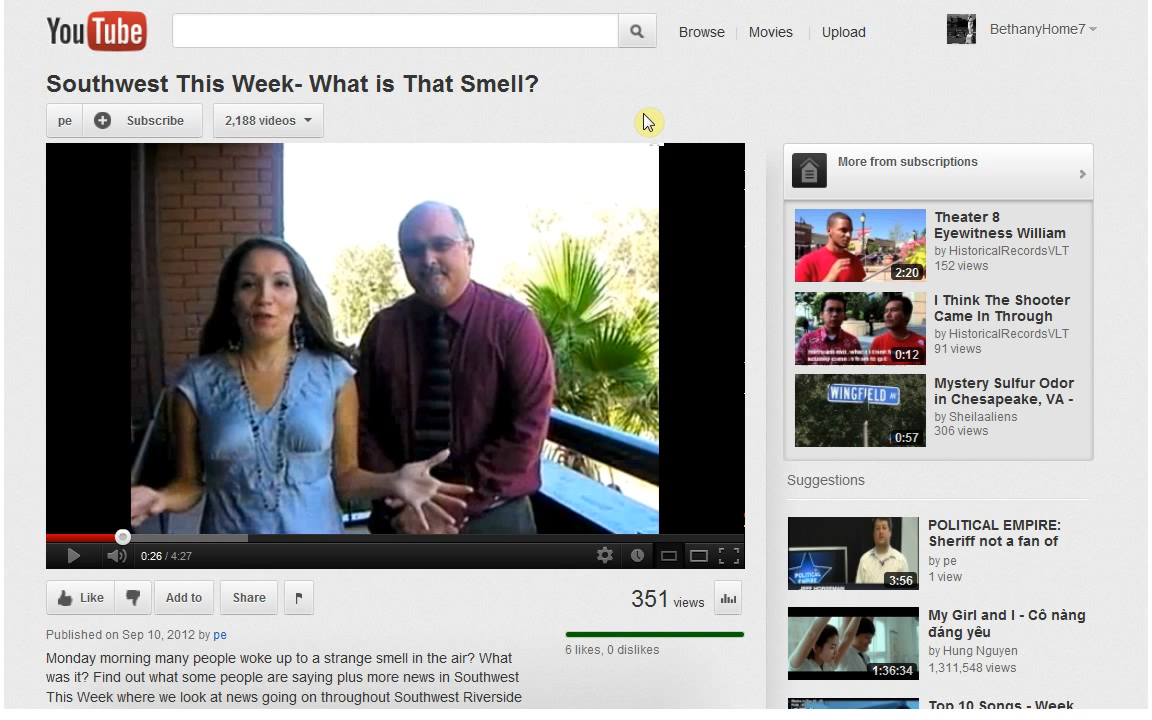 YouTube
Browse
Movies
Upload
BethanyHome7
Southwest This Week- What is That Smell?
pe
Subscribe
2,188 videos
More from subscriptions
Theater 8
Eyewitness William
by HistoricalRecordsVLT
152 views
2:20
I Think The Shooter
Came In Through
by HistoricalRecordsVLT
91 views
0:12
Mystery Sulfur Odor
in Chesapeake, VA -
by Sheilaaliens
306 views
WINGFIELD AV
0:57
Suggestions
POLITICAL EMPIRE:
Sheriff not a fan of
by pe
1 view
POLITICAL
EMPIRE
3:56
My Girl and I - Cô nàng
đáng yêu
by Hung Nguyen
1,311,548 views
1:36:34
Top 10 Songs - Week
0:26 / 4:27
Like
Add to
Share
351 views
Published on Sep 10, 2012 by pe
6 likes, 0 dislikes
Monday morning many people woke up to a strange smell in the air? What
was it? Find out what some people are saying plus more news in Southwest
This Week where we look at news going on throughout Southwest Riverside